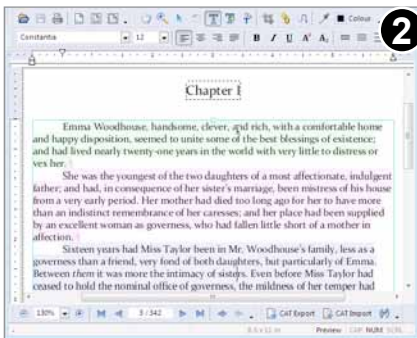 2
Colour
Constantia 12 B I U A A
Chapter I
Emma Woodhouse, handsome, clever, and rich, with a comfortable home
and happy disposition, seemed to unite some of the best blessings of existence;
and had lived nearly twenty-one years in the world with very little to distress or
vex her.
She was the youngest of the two daughters of a most affectionate, indulgent
father; and had, in consequence of her sister's marriage, been mistress of his house
from a very early period. Her mother had died too long ago for her to have more
than an indistinct remembrance of her caresses; and her place had been supplied
by an excellent woman as governess, who had fallen little short of a mother in
affection.
Sixteen years had Miss Taylor been in Mr. Woodhouse's family, less as a
governess than a friend, very fond of both daughters, but particularly of Emma.
Between them it was more the intimacy of sisters. Even before Miss Taylor had
ceased to hold the nominal office of governess, the mildness of her temper had
130% 3 / 342 CAT Export CAT Import
8.5 x 11 in Preview CAP NUM SCRL